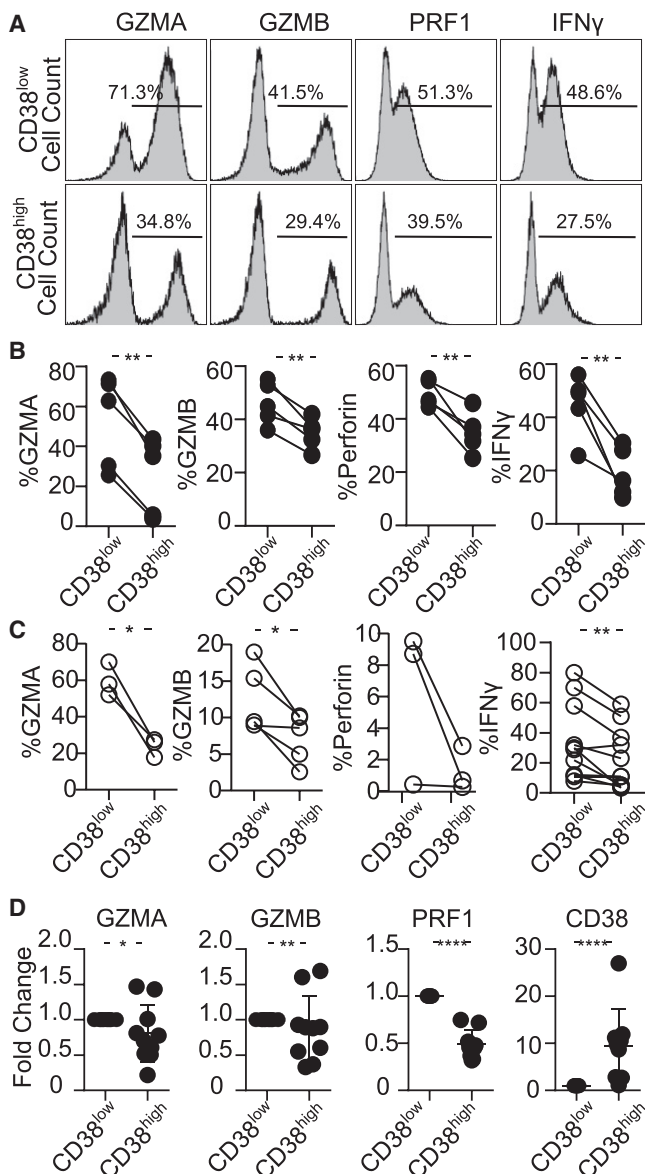 A
GZMA GZMB PRF1 IFNγ
CD38low
Cell Count
71.3% 41.5% 51.3% 48.6%
CD38high
Cell Count
34.8% 29.4% 39.5% 27.5%
B
%GZMA
80
60
40
20
0
**
CD38low CD38high
%GZMB
60
40
20
0
**
CD38low CD38high
%Perforin
60
40
20
0
**
CD38low CD38high
%IFNγ
60
40
20
0
**
CD38low CD38high
C
%GZMA
80
60
40
20
0
*
CD38low CD38high
%GZMB
20
15
10
5
0
*
CD38low CD38high
%Perforin
10
8
6
4
2
0
CD38low CD38high
%IFNγ
100
80
60
40
20
0
**
CD38low CD38high
D
Fold Change
GZMA
2.0
1.5
1.0
0.5
0
*
CD38low CD38high
GZMB
2.0
1.5
1.0
0.5
0
**
CD38low CD38high
PRF1
1.5
1.0
0.5
0
****
CD38low CD38high
CD38
30
20
10
0
****
CD38low CD38high